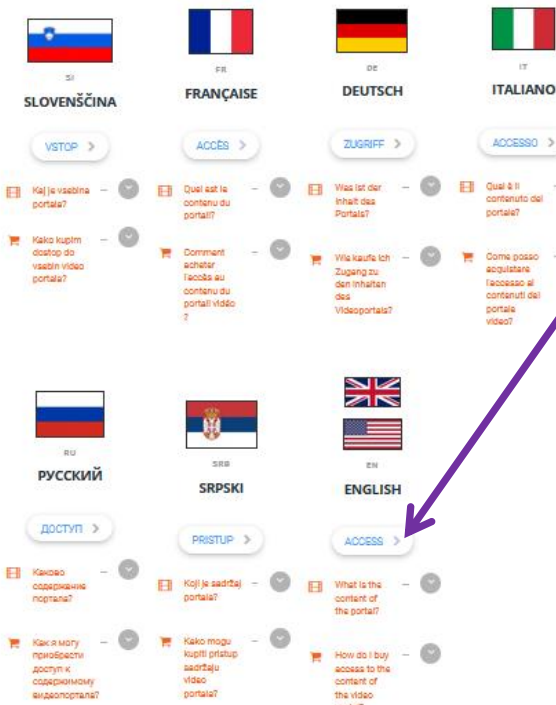 SI
SLOVENŠČINA
VSTOP
Kaj je vsebina
portala?
Kako kupim
dostop do
vsebin video
portala?
FR
FRANÇAISE
ACCÈS
Quel est le
contenu du
portail?
Comment
acheter
l'accès au
contenu du
portail vidéo
?
DE
DEUTSCH
ZUGRIFF
Was ist der
Inhalt des
Portals?
Wie kaufe ich
Zugang zu
den Inhalten
des
Videoportals?
IT
ITALIANO
ACCESSO
Qual è il
contenuto del
portale?
Come posso
acquistare
l'accesso ai
contenuti del
portale
video?
RU
РУССКИЙ
ДОСТУП
Каково
содержание
портала?
Как я могу
приобрести
доступ к
содержимому
видеопортала?
SRB
SRPSKI
PRISTUP
Koji je sadržaj
portala?
Kako mogu
kupiti pristup
sadržaju
video
portala?
EN
ENGLISH
ACCESS
What is the
content of
the portal?
How do I buy
access to the
content of
the video